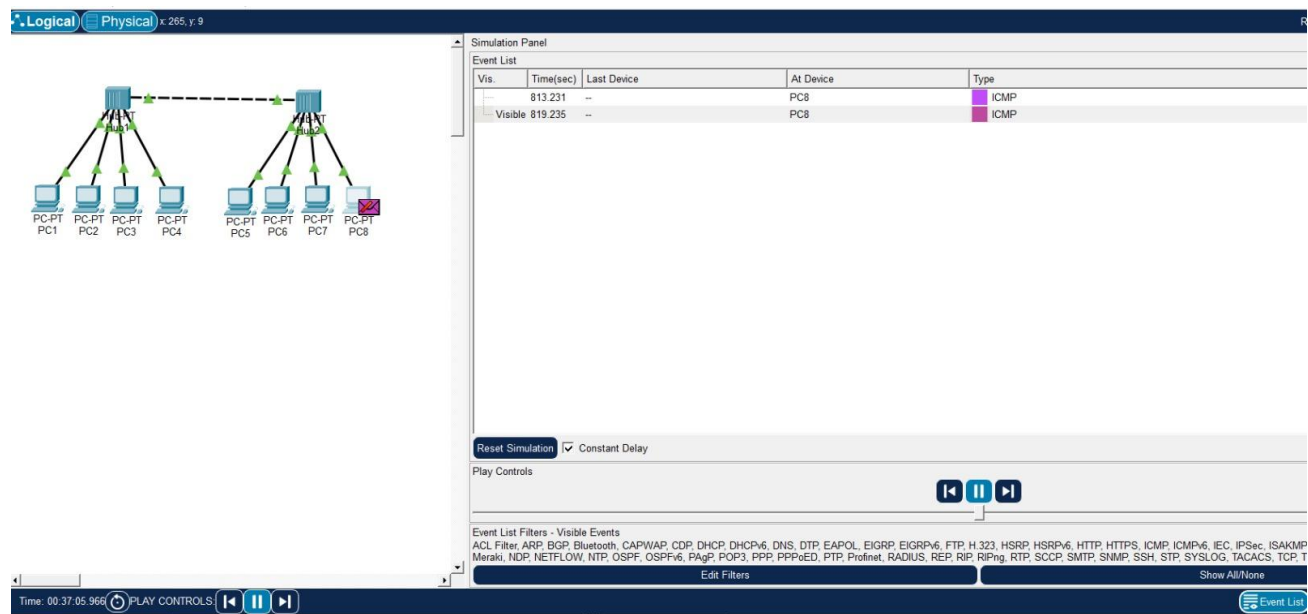 Logical Physical x: 265, y: 9 R
Simulation Panel
Event List
Vis. Time(sec) Last Device At Device Type
813.231 -- PC8 ICMP
Visible 819.235 -- PC8 ICMP
Hub-PT
Hub1
Hub-PT
Hub2
PC-PT PC-PT PC-PT PC-PT PC-PT PC-PT PC-PT PC-PT
PC1 PC2 PC3 PC4 PC5 PC6 PC7 PC8
Reset Simulation Constant Delay
Play Controls
Event List Filters - Visible Events
ACL Filter, ARP, BGP, Bluetooth, CAPWAP, CDP, DHCP, DHCPv6, DNS, DTP, EAPOL, EIGRP, EIGRPv6, FTP, H.323, HSRP, HSRPv6, HTTP, HTTPS, ICMP, ICMPv6, IEC, IPSec, ISAKMP
Meraki, NDP, NETFLOW, NTP, OSPF, OSPFv6, PAgP, POP3, PPP, PPPoED, PTP, Profinet, RADIUS, REP, RIP, RIPng, RTP, SCCP, SMTP, SNMP, SSH, STP, SYSLOG, TACACS, TCP, T
Edit Filters Show All/None
Time: 00:37:05.966 PLAY CONTROLS: Event List